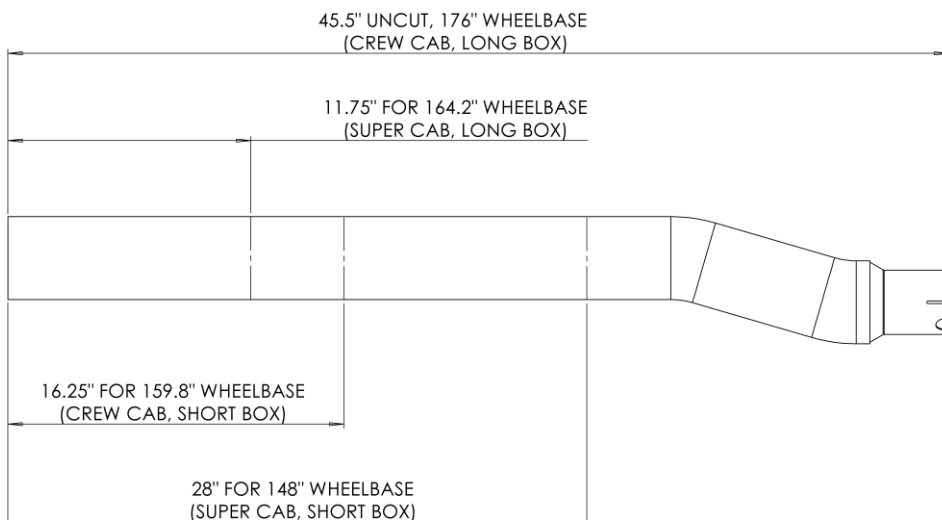 45.5" UNCUT, 176" WHEELBASE
(CREW CAB, LONG BOX)
11.75" FOR 164.2" WHEELBASE
(SUPER CAB, LONG BOX)
16.25" FOR 159.8" WHEELBASE
(CREW CAB, SHORT BOX)
28" FOR 148" WHEELBASE
(SUPER CAB, SHORT BOX)